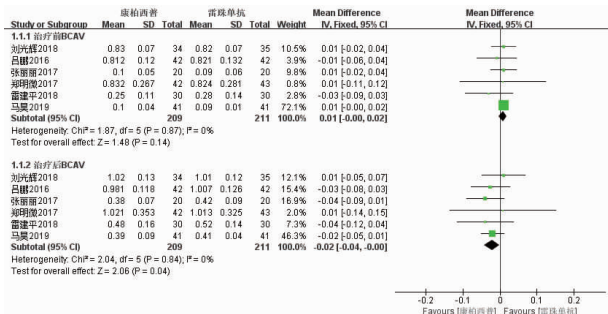 康柏西普 雷珠单抗 Mean Difference Mean Difference
Study or Subgroup Mean SD Total Mean SD Total Weight IV, Fixed, 95% CI IV, Fixed, 95% CI
1.1.1 治疗前BCAV
刘光辉2018 0.83 0.07 34 0.82 0.07 35 10.5% 0.01 [-0.02, 0.04]
吕鹏2016 0.812 0.12 42 0.821 0.132 42 3.9% -0.01 [-0.06, 0.04]
张丽丽2017 0.1 0.05 20 0.09 0.06 20 9.8% 0.01 [-0.02, 0.04]
郑明微2017 0.832 0.267 42 0.824 0.281 43 0.9% 0.01 [-0.11, 0.12]
雷建平2018 0.25 0.11 30 0.28 0.14 30 2.8% -0.03 [-0.09, 0.03]
马昊2019 0.1 0.04 41 0.09 0.01 41 72.1% 0.01 [-0.00, 0.02]
Subtotal (95% CI) 209 211 100.0% 0.01 [-0.00, 0.02]
Heterogeneity: Chi² = 1.87, df = 5 (P = 0.87); I² = 0%
Test for overall effect: Z = 1.48 (P = 0.14)
1.1.2 治疗后BCAV
刘光辉2018 1.02 0.13 34 1.01 0.12 35 12.1% 0.01 [-0.05, 0.07]
吕鹏2016 0.981 0.118 42 1.007 0.126 42 15.4% -0.03 [-0.08, 0.03]
张丽丽2017 0.38 0.07 20 0.42 0.09 20 16.9% -0.04 [-0.09, 0.01]
郑明微2017 1.021 0.353 42 1.013 0.325 43 2.0% 0.01 [-0.14, 0.15]
雷建平2018 0.48 0.16 30 0.52 0.14 30 7.3% -0.04 [-0.12, 0.04]
马昊2019 0.39 0.09 41 0.41 0.04 41 46.3% -0.02 [-0.05, 0.01]
Subtotal (95% CI) 209 211 100.0% -0.02 [-0.04, -0.00]
Heterogeneity: Chi² = 2.04, df = 5 (P = 0.84); I² = 0%
Test for overall effect: Z = 2.06 (P = 0.04)
-0.2 -0.1 0 0.1 0.2
Favours [康柏西普] Favours [雷珠单抗]